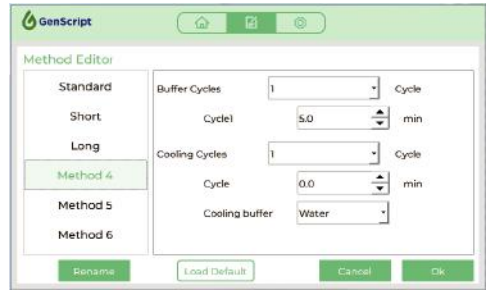 GenScript
Method Editor
Standard
Short
Long
Method 4
Method 5
Method 6
Buffer Cycles 1 Cycle
Cycle1 5.0 min
Cooling Cycles 1 Cycle
Cycle 0.0 min
Cooling buffer Water
Rename Load Default Cancel Ok